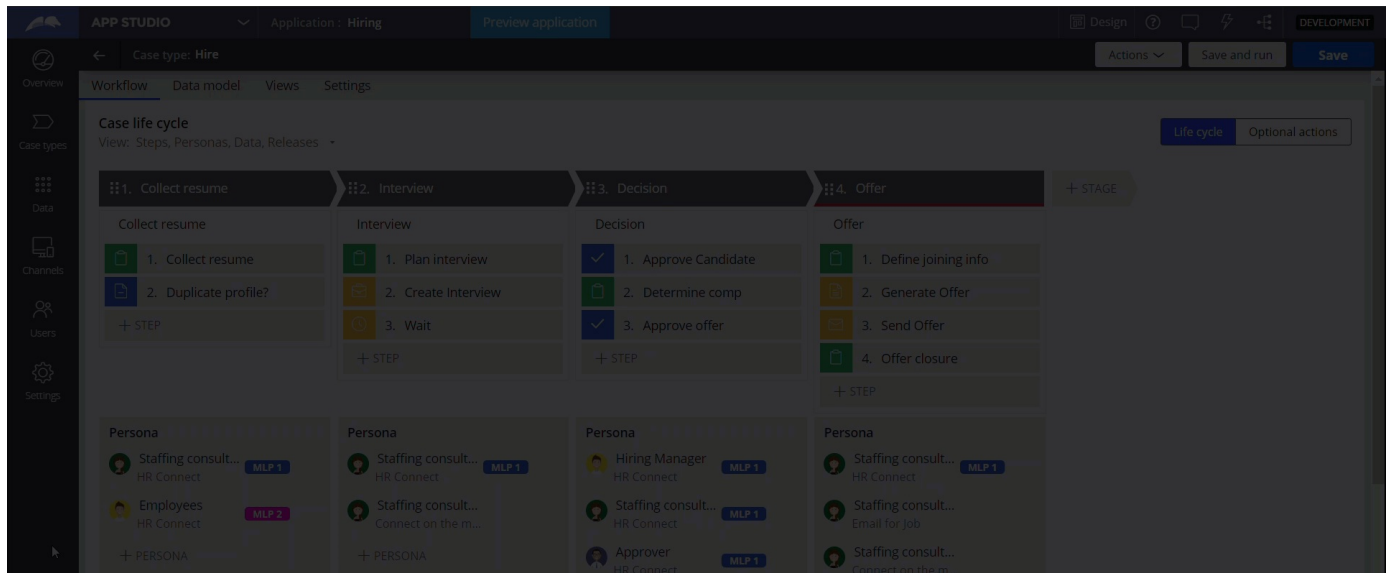 APP STUDIO Application : Hiring Preview application Design DEVELOPMENT
Case type: Hire Actions Save and run Save
Overview
Case types
Data
Channels
Users
Settings
Workflow Data model Views Settings
Case life cycle
View: Steps, Personas, Data, Releases
Life cycle Optional actions
1. Collect resume 2. Interview 3. Decision 4. Offer + STAGE
Collect resume
1. Collect resume
2. Duplicate profile?
+ STEP
Interview
1. Plan interview
2. Create Interview
3. Wait
+ STEP
Decision
1. Approve Candidate
2. Determine comp
3. Approve offer
+ STEP
Offer
1. Define joining info
2. Generate Offer
3. Send Offer
4. Offer closure
+ STEP
Persona
Staffing consult... MLP 1
HR Connect
Employees MLP 2
HR Connect
+ PERSONA
Persona
Staffing consult... MLP 1
HR Connect
Staffing consult...
Connect on the m...
+ PERSONA
Persona
Hiring Manager MLP 1
HR Connect
Staffing consult... MLP 1
HR Connect
Approver MLP 1
HR Connect
Persona
Staffing consult... MLP 1
HR Connect
Staffing consult...
Email for Job
Staffing consult...
Connect on the m...